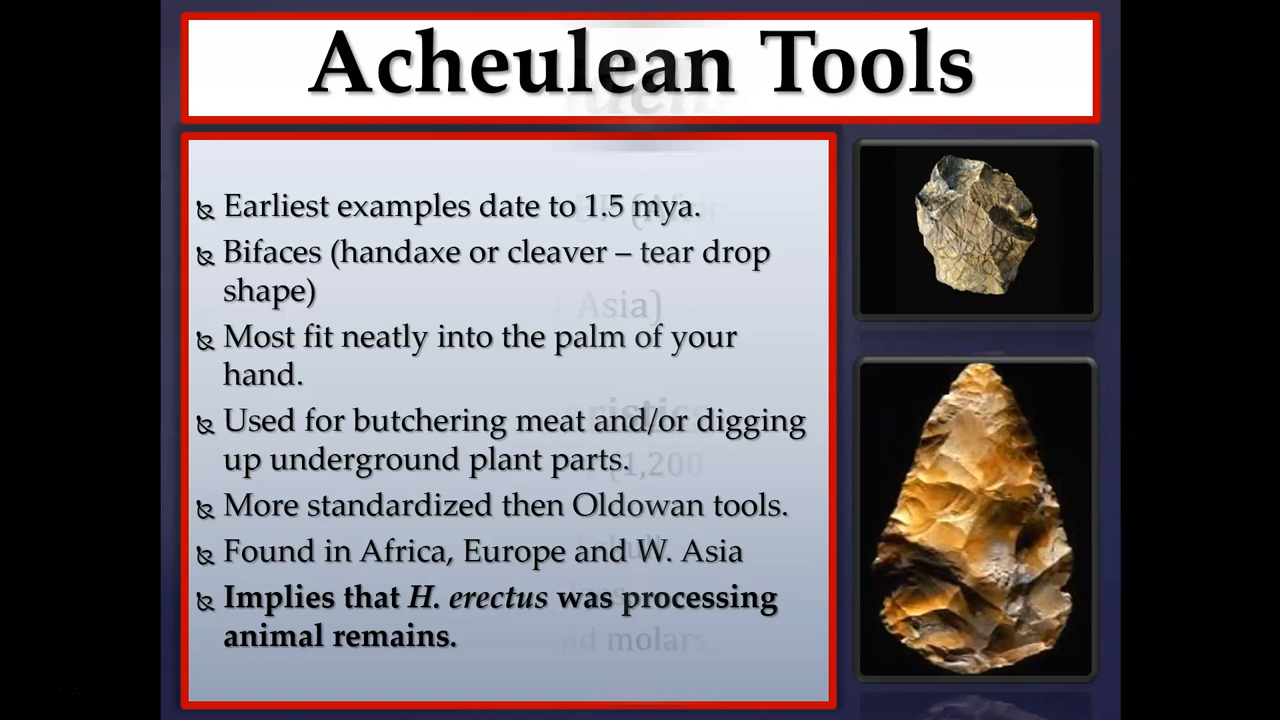 Acheulean Tools
Earliest examples date to 1.5 mya.
Bifaces (handaxe or cleaver – tear drop
shape)
Most fit neatly into the palm of your
hand.
Used for butchering meat and/or digging
up underground plant parts.
More standardized then Oldowan tools.
Found in Africa, Europe and W. Asia
Implies that H. erectus was processing
animal remains.